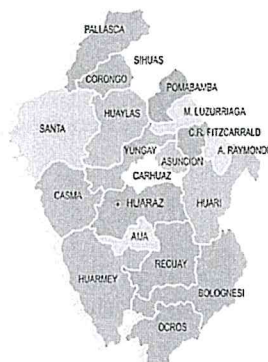 PALLASCA
SIHUAS
CORONGO
POMABAMBA
HUAYLAS
M. LUZURRIAGA
SANTA
C.R. FITZCARRALD
YUNGAY
A. RAYMONDI
ASUNCION
CARHUAZ
CASMA
HUARAZ
HUARI
AIJA
RECUAY
HUARMEY
BOLOGNESI
OCROS